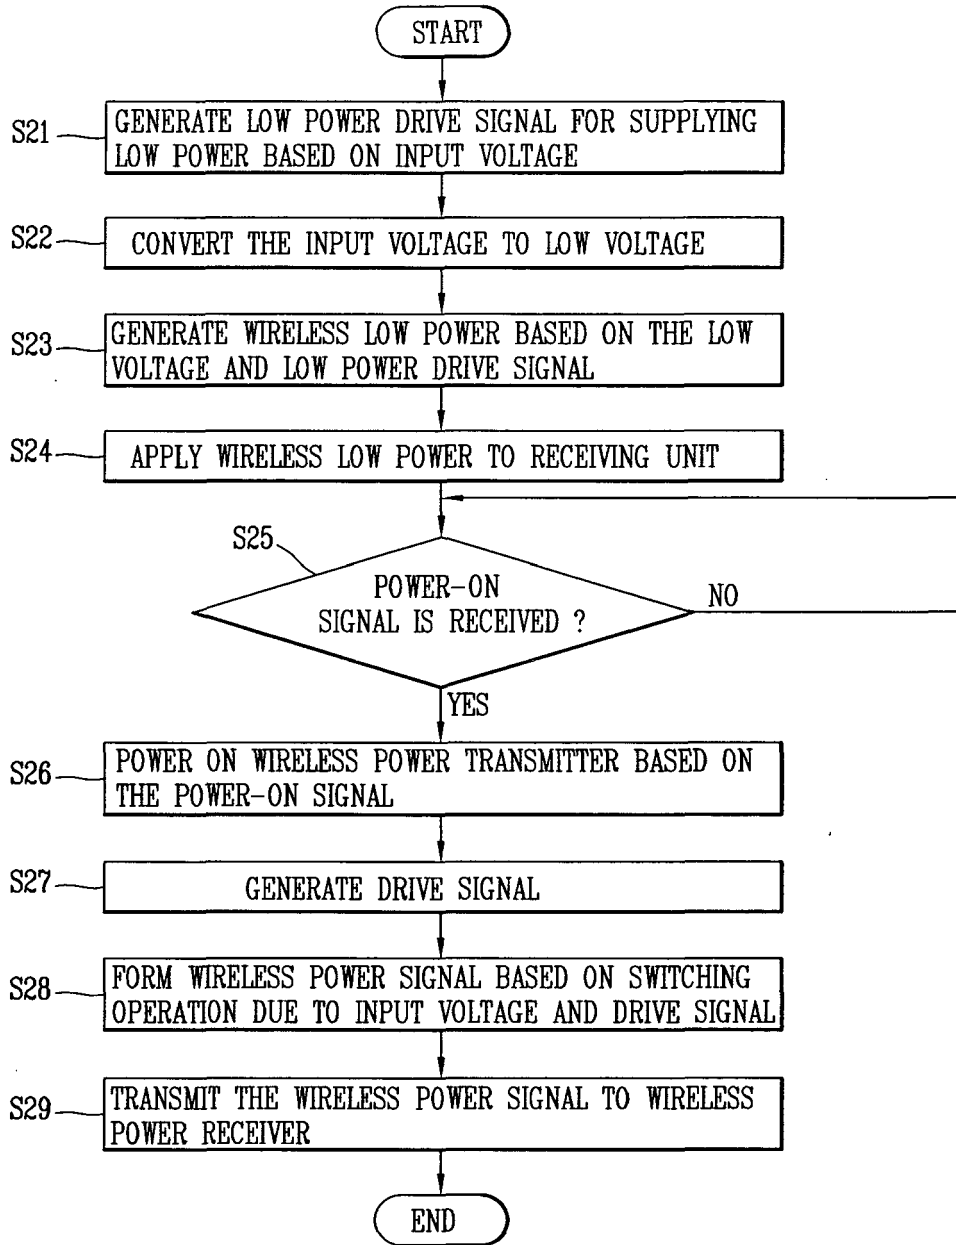 START
S21
GENERATE LOW POWER DRIVE SIGNAL FOR SUPPLYING
LOW POWER BASED ON INPUT VOLTAGE
S22
CONVERT THE INPUT VOLTAGE TO LOW VOLTAGE
S23
GENERATE WIRELESS LOW POWER BASED ON THE LOW
VOLTAGE AND LOW POWER DRIVE SIGNAL
S24
APPLY WIRELESS LOW POWER TO RECEIVING UNIT
S25
POWER-ON
SIGNAL IS RECEIVED ?
NO
YES
S26
POWER ON WIRELESS POWER TRANSMITTER BASED ON
THE POWER-ON SIGNAL
S27
GENERATE DRIVE SIGNAL
S28
FORM WIRELESS POWER SIGNAL BASED ON SWITCHING
OPERATION DUE TO INPUT VOLTAGE AND DRIVE SIGNAL
S29
TRANSMIT THE WIRELESS POWER SIGNAL TO WIRELESS
POWER RECEIVER
END